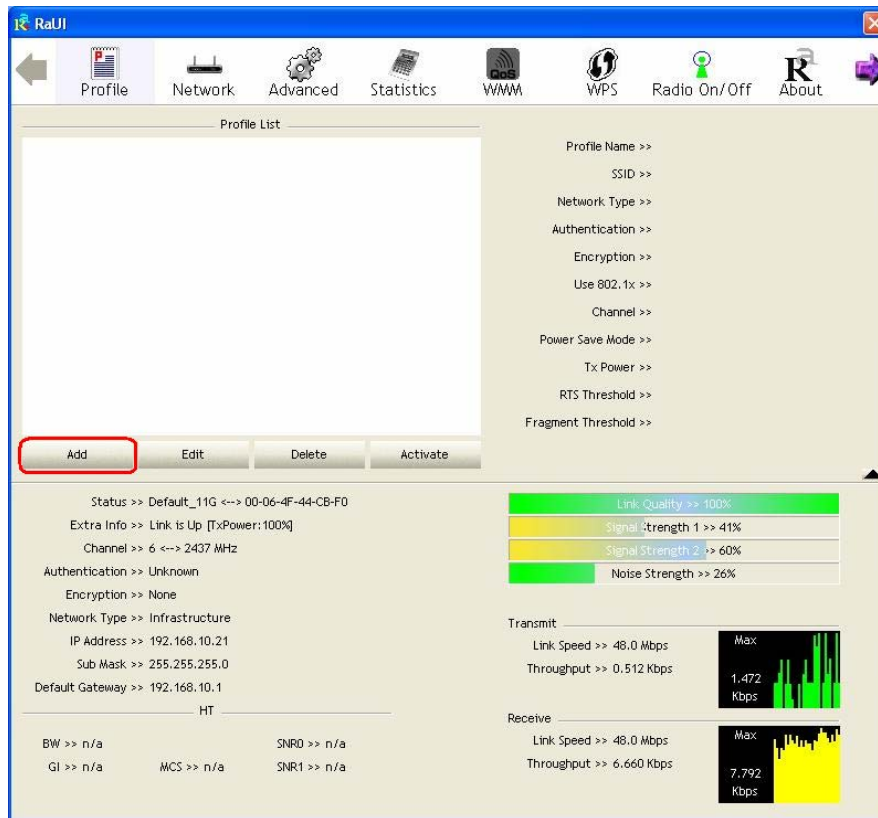 RaUI
Profile
Network
Advanced
Statistics
QoS
WMM
WPS
Radio On/Off
R
About
Profile List
Profile Name >>
SSID >>
Network Type >>
Authentication >>
Encryption >>
Use 802.1x >>
Channel >>
Power Save Mode >>
Tx Power >>
RTS Threshold >>
Fragment Threshold >>
Add
Edit
Delete
Activate
Status >> Default_11G <--> 00-06-4F-44-CB-F0
Extra Info >> Link is Up [TxPower:100%]
Channel >> 6 <--> 2437 MHz
Authentication >> Unknown
Encryption >> None
Network Type >> Infrastructure
IP Address >> 192.168.10.21
Sub Mask >> 255.255.255.0
Default Gateway >> 192.168.10.1
HT
BW >> n/a
SNR0 >> n/a
GI >> n/a
MCS >> n/a
SNR1 >> n/a
Link Quality >> 100%
Signal Strength 1 >> 41%
Signal Strength 2 >> 60%
Noise Strength >> 26%
Transmit
Link Speed >> 48.0 Mbps
Throughput >> 0.512 Kbps
Max
1.472
Kbps
Receive
Link Speed >> 48.0 Mbps
Throughput >> 6.660 Kbps
Max
7.792
Kbps